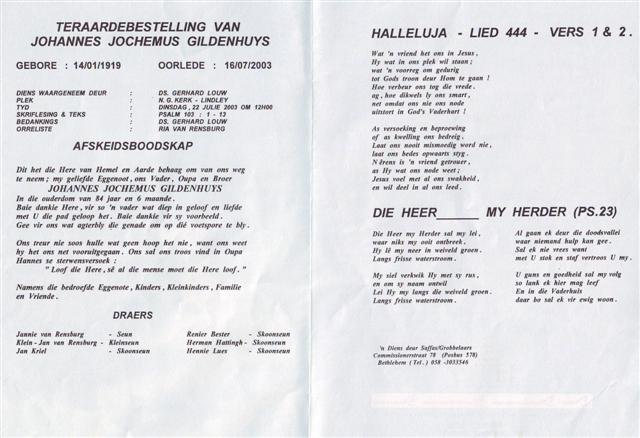 TERAARDEBESTELLING VAN
JOHANNES JOCHEMUS GILDENHUYS
GEBORE : 14/01/1919 OORLEDE : 16/07/2003
DIENS WAARGENEEM DEUR : DS. GERHARD LOUW
PLEK : N.G. KERK - LINDLEY
TYD : DINSDAG, 22 JULIE 2003 OM 12H00
SKRIFLESING & TEKS : PSALM 103 : 1 - 13
BEDANKINGS : DS. GERHARD LOUW
ORRELISTE : RIA VAN RENSBURG
AFSKEIDSBOODSKAP
Dit het die Here van Hemel en Aarde behaag om van ons weg
te neem; my geliefde Eggenoot, ons Vader, Oupa en Broer
JOHANNES JOCHEMUS GILDENHUYS
In die ouderdom van 84 jaar en 6 maande.
Baie dankie Here, vir so 'n vader wat diep in geloof en liefde
met U die pad geloop het. Baie dankie vir sy voorbeeld.
Gee vir ons wat agterbly die genade om op dié voetspore te bly.
Ons treur nie soos hulle wat geen hoop het nie, want ons weet
hy het ons net vooruitgegaan. Ons sal ons troos vind in Oupa
Hannes se sterwensversoek :
" Loof die Here, sê al die mense moet die Here loof. "
Namens die bedroefde Eggenote, Kinders, Kleinkinders, Familie
en Vriende.
DRAERS
Jannie van Rensburg - Seun Renier Bester - Skoonseun
Klein - Jan van Rensburg - Kleinseun Herman Hattingh - Skoonseun
Jan Kriel - Skoonseun Hennie Lues - Skoonseun
HALLELUJA - LIED 444 - VERS 1 & 2.
Wat 'n vriend het ons in Jesus,
Hy wat in ons plek wil staan;
wat 'n voorreg om gedurig
tot Gods troon deur Hom te gaan !
Hoe verbeur ons tog die vrede.
ag, hoe dikwels ly ons smart,
net omdat ons nie ons node
uitstort in God's Vaderhart !
As versoeking en beproewing
of as kwelling ons bedreig.
Laat ons nooit mismoedig word nie,
laat ons bedes opwaarts styg.
Nêrens is 'n vriend getrouer,
as Hy wat ons node weet;
Jesus voel met al ons swakheid,
en wil deel in al ons leed.
DIE HEER______ MY HERDER (PS.23)
Die Heer my Herder sal my lei,
waar niks my ooit ontbreek.
Hy lê my neer in weiveld groen.
Langs frisse waterstroom.
My siel verkwik Hy met sy rus,
en om sy naam ontwil
Lei Hy my langs die weiveld groen.
Langs frisse waterstroom.
Al gaan ek deur die doodsvallei
waar niemand hulp kan gee.
Sal ek nie vrees want
met U stok en stof vertroos U my.
U guns en goedheid sal my volg
so lank ek hier mag leef
En in die Vaderhuis
daar bo sal ek vir ewig woon.
'n Diens deur Saffas/Grobbelaars
Commissionerstraat 78 (Posbus 578)
Bethlehem ( Tel ) 058 -3033546